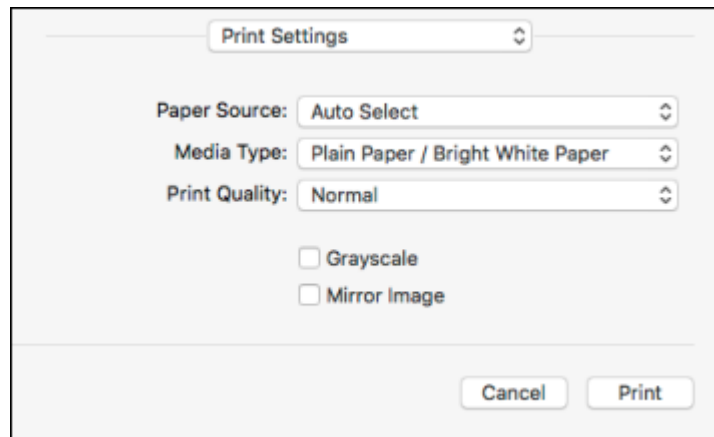 Print Settings
Paper Source: Auto Select
Media Type: Plain Paper / Bright White Paper
Print Quality: Normal
Grayscale
Mirror Image
Cancel Print